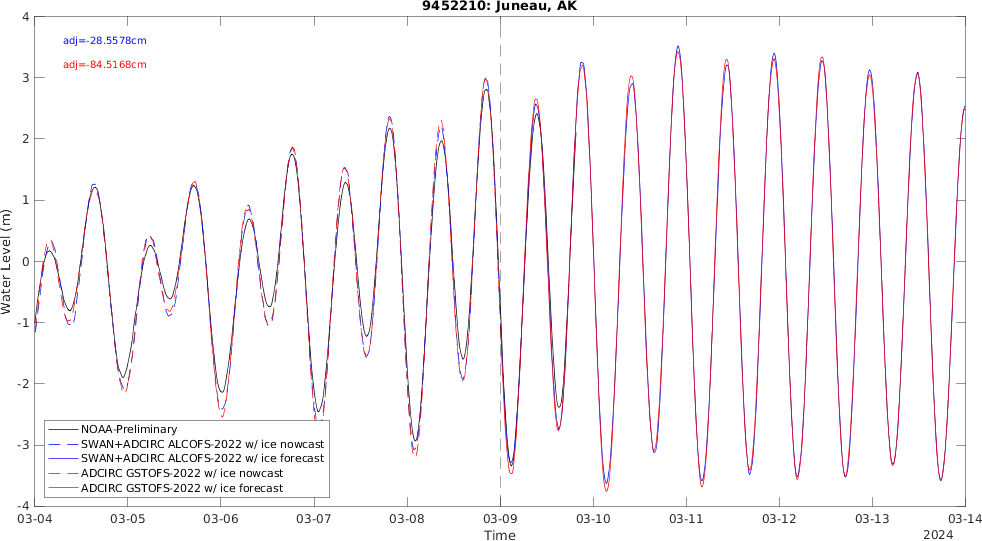 9452210: Juneau, AK
adj=-28.5578cm
adj=-84.5168cm
Water Level (m)
4
3
2
1
0
-1
-2
-3
-4
NOAA-Preliminary
SWAN+ADCIRC ALCOFS-2022 w/ ice nowcast
SWAN+ADCIRC ALCOFS-2022 w/ ice forecast
ADCIRC GSTOFS-2022 w/ ice nowcast
ADCIRC GSTOFS-2022 w/ ice forecast
03-04 03-05 03-06 03-07 03-08 03-09 03-10 03-11 03-12 03-13 03-14
Time
2024